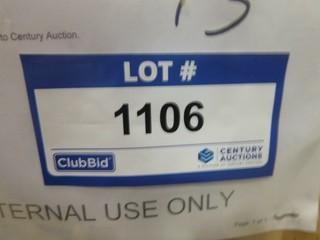 to Century Auction.
LOT #
1106
ClubBid
CENTURY
AUCTIONS
TERNAL USE ONLY